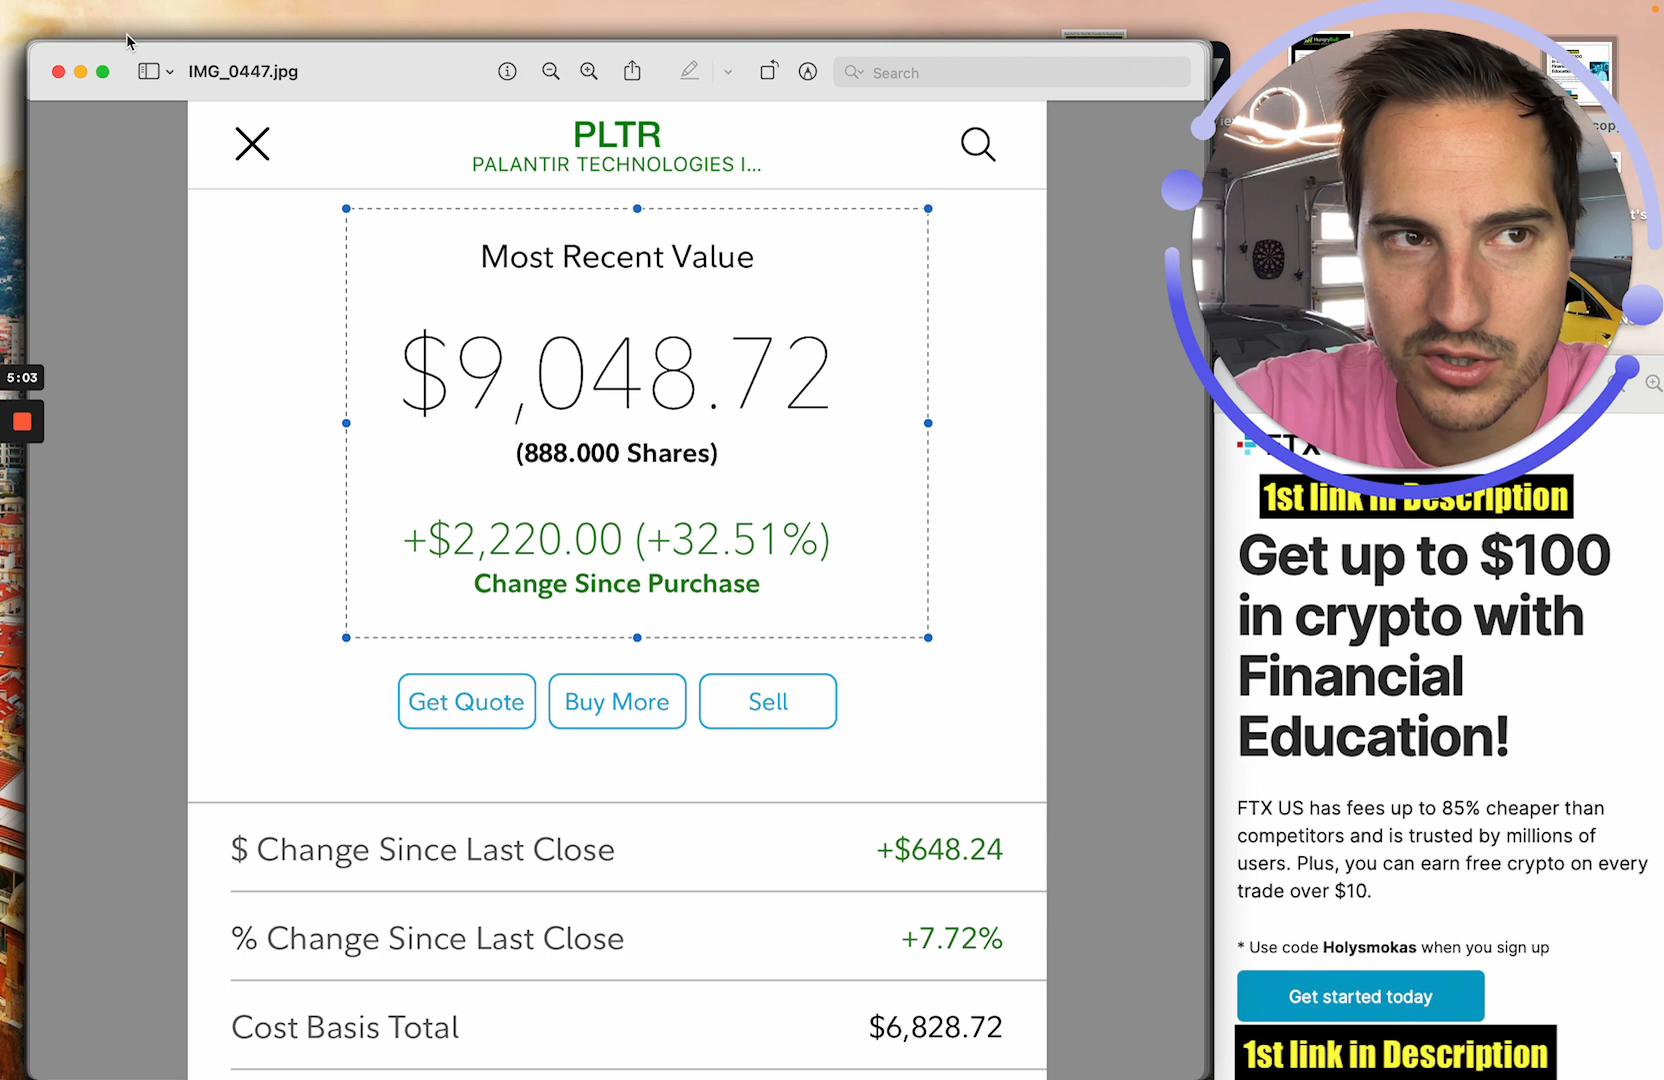 IMG_0447.jpg
Search
PLTR
PALANTIR TECHNOLOGIES I...
Most Recent Value
$9,048.72
(888.000 Shares)
+$2,220.00 (+32.51%)
Change Since Purchase
Get Quote
Buy More
Sell
$ Change Since Last Close
+$648.24
% Change Since Last Close
+7.72%
Cost Basis Total
$6,828.72
5:03
FTX
1st link in Description
Get up to $100
in crypto with
Financial
Education!
FTX US has fees up to 85% cheaper than
competitors and is trusted by millions of
users. Plus, you can earn free crypto on every
trade over $10.
* Use code Holysmokas when you sign up
Get started today
1st link in Description